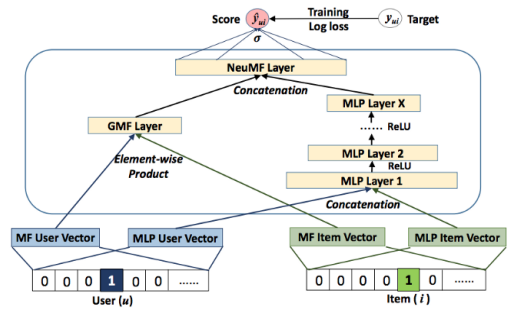 Score ŷui Training yui Target
Log loss
σ
NeuMF Layer
Concatenation
MLP Layer X
GMF Layer
...... ReLU
Element-wise
Product
MLP Layer 2
ReLU
MLP Layer 1
Concatenation
MF User Vector MLP User Vector MF Item Vector MLP Item Vector
0 0 0 1 0 0 ...... 0 0 0 0 1 0 ......
User (u) Item ( i )